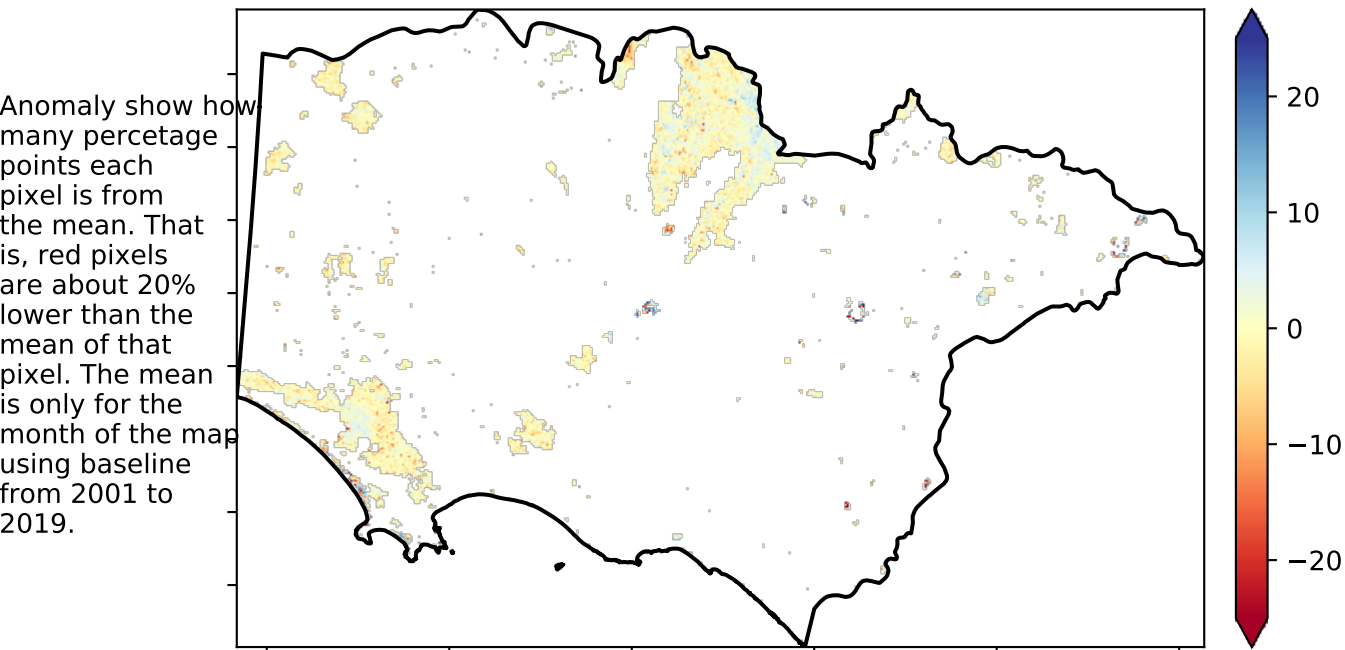 Anomaly show how
many percetage
points each
pixel is from
the mean. That
is, red pixels
are about 20%
lower than the
mean of that
pixel. The mean
is only for the
month of the map
using baseline
from 2001 to
2019.
20
10
0
−10
−20